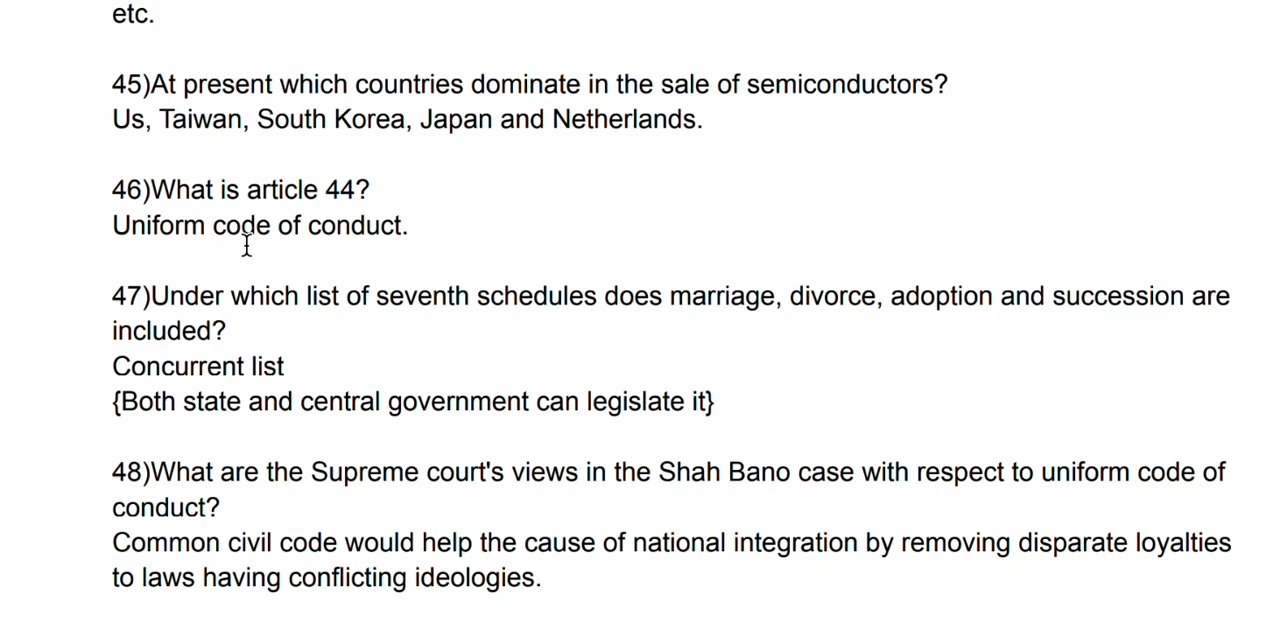 etc.
45)At present which countries dominate in the sale of semiconductors?
Us, Taiwan, South Korea, Japan and Netherlands.
46)What is article 44?
Uniform code of conduct.
47)Under which list of seventh schedules does marriage, divorce, adoption and succession are
included?
Concurrent list
{Both state and central government can legislate it}
48)What are the Supreme court's views in the Shah Bano case with respect to uniform code of
conduct?
Common civil code would help the cause of national integration by removing disparate loyalties
to laws having conflicting ideologies.